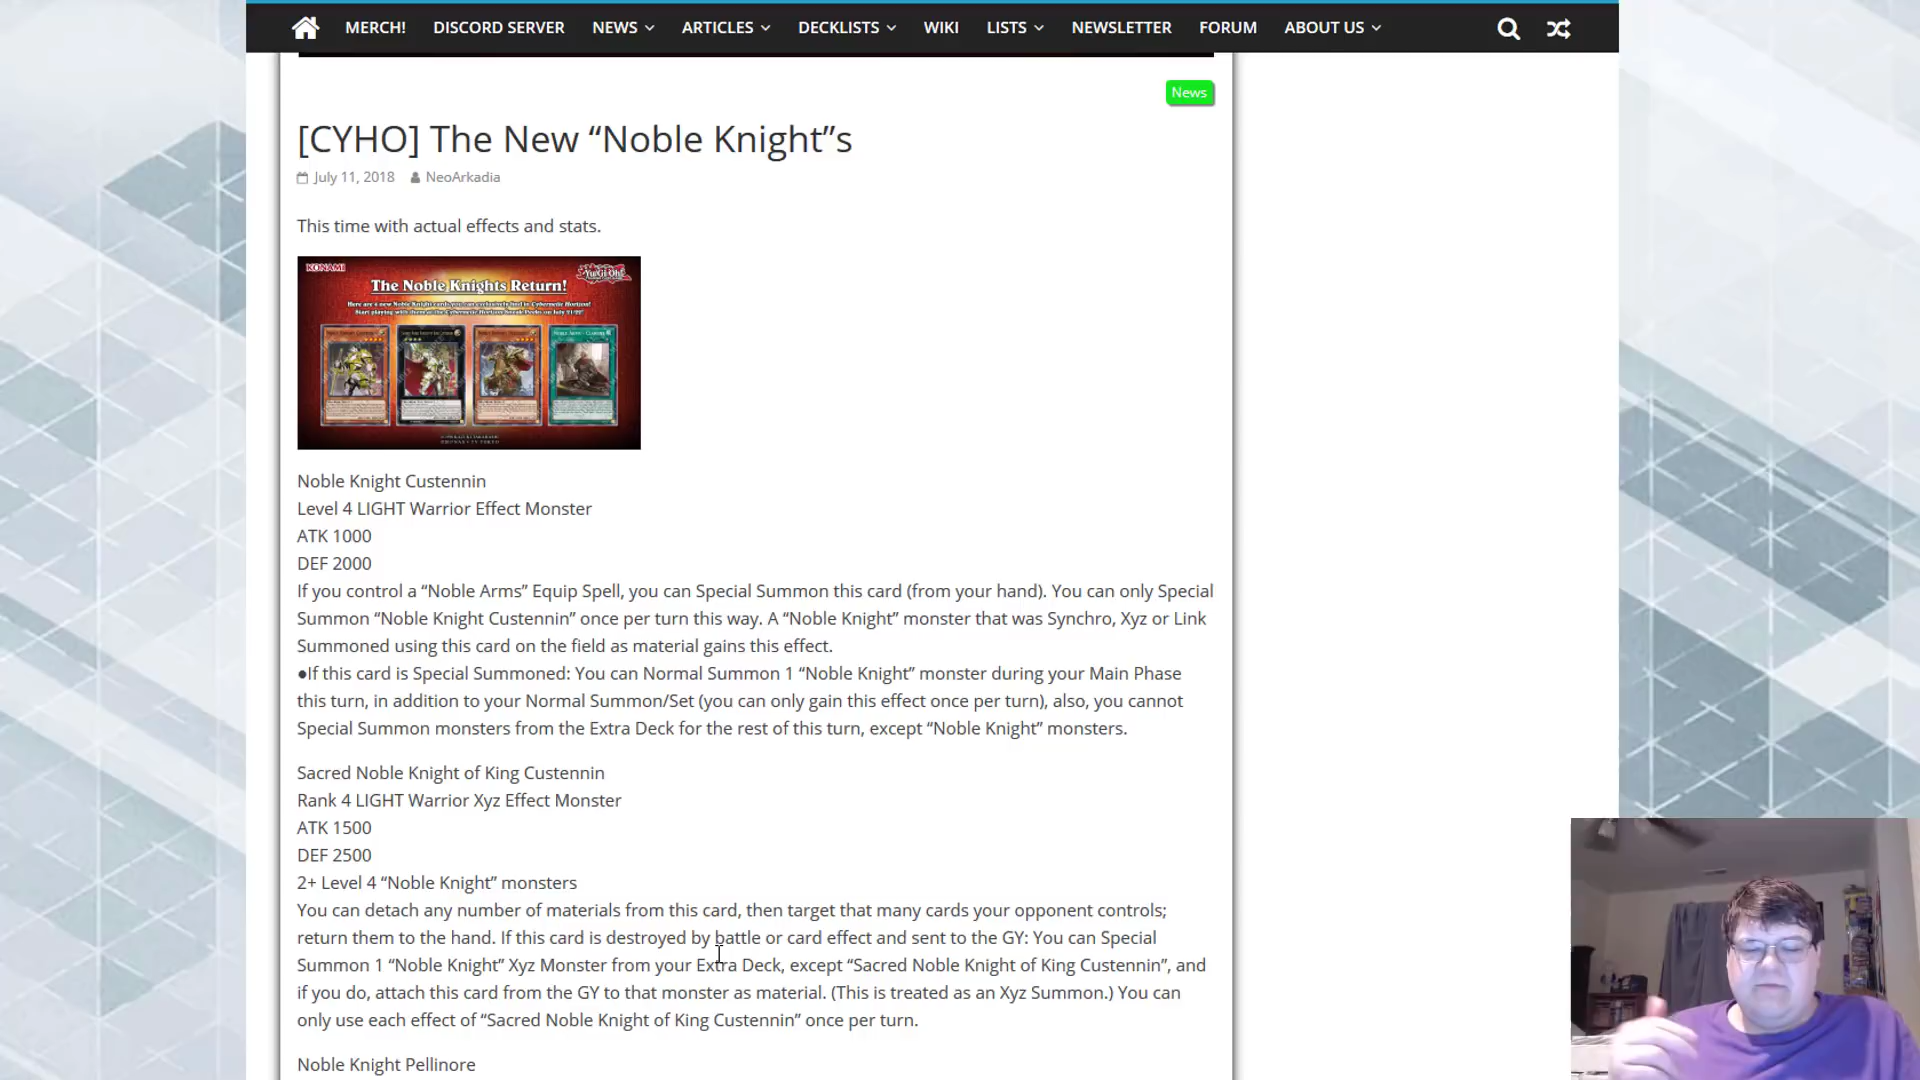 MERCH! DISCORD SERVER NEWS ARTICLES DECKLISTS WIKI LISTS NEWSLETTER FORUM ABOUT US
News
[CYHO] The New “Noble Knight”s
July 11, 2018 NeoArkadia
This time with actual effects and stats.
KONAMI
Yu-Gi-Oh!
The Noble Knights Return!
Noble Knight Custennin
Level 4 LIGHT Warrior Effect Monster
ATK 1000
DEF 2000
If you control a “Noble Arms” Equip Spell, you can Special Summon this card (from your hand). You can only Special
Summon “Noble Knight Custennin” once per turn this way. A “Noble Knight” monster that was Synchro, Xyz or Link
Summoned using this card on the field as material gains this effect.
●If this card is Special Summoned: You can Normal Summon 1 “Noble Knight” monster during your Main Phase
this turn, in addition to your Normal Summon/Set (you can only gain this effect once per turn), also, you cannot
Special Summon monsters from the Extra Deck for the rest of this turn, except “Noble Knight” monsters.
Sacred Noble Knight of King Custennin
Rank 4 LIGHT Warrior Xyz Effect Monster
ATK 1500
DEF 2500
2+ Level 4 “Noble Knight” monsters
You can detach any number of materials from this card, then target that many cards your opponent controls;
return them to the hand. If this card is destroyed by battle or card effect and sent to the GY: You can Special
Summon 1 “Noble Knight” Xyz Monster from your Extra Deck, except “Sacred Noble Knight of King Custennin”, and
if you do, attach this card from the GY to that monster as material. (This is treated as an Xyz Summon.) You can
only use each effect of “Sacred Noble Knight of King Custennin” once per turn.
Noble Knight Pellinore